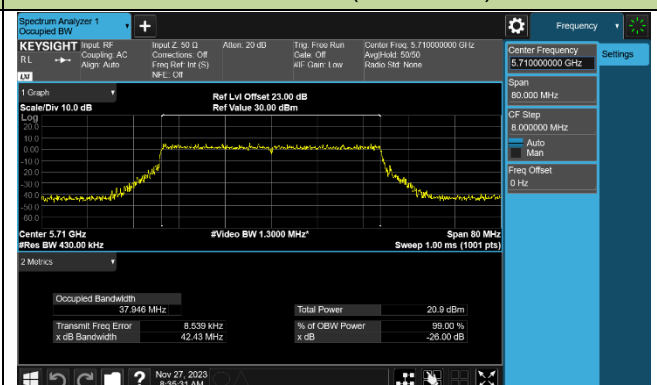 Spectrum Analyzer 1
Occupied BW
+
Frequency
KEYSIGHT
RL
LXI
Input: RF
Coupling: AC
Align: Auto
Input Z: 50 Ω
Corrections: Off
Freq Ref: Int (S)
NFE: Off
Atten: 20 dB
Trig: Free Run
Gate: Off
#IF Gain: Low
Center Freq: 5.710000000 GHz
Avg|Hold: 50/50
Radio Std: None
Center Frequency
5.710000000 GHz
Settings
Span
80.000 MHz
CF Step
8.000000 MHz
Auto
Man
Freq Offset
0 Hz
1 Graph
Scale/Div 10.0 dB
Ref Lvl Offset 23.00 dB
Ref Value 30.00 dBm
Log
20.0
10.0
0.00
-10.0
-20.0
-30.0
-40.0
-50.0
-60.0
Center 5.71 GHz
#Video BW 1.3000 MHz*
Span 80 MHz
#Res BW 430.00 kHz
Sweep 1.00 ms (1001 pts)
2 Metrics
Occupied Bandwidth
37.946 MHz
Total Power
20.9 dBm
Transmit Freq Error
8.539 kHz
% of OBW Power
99.00 %
x dB Bandwidth
42.43 MHz
x dB
-26.00 dB
?
Nov 27, 2023
8:35:31 AM